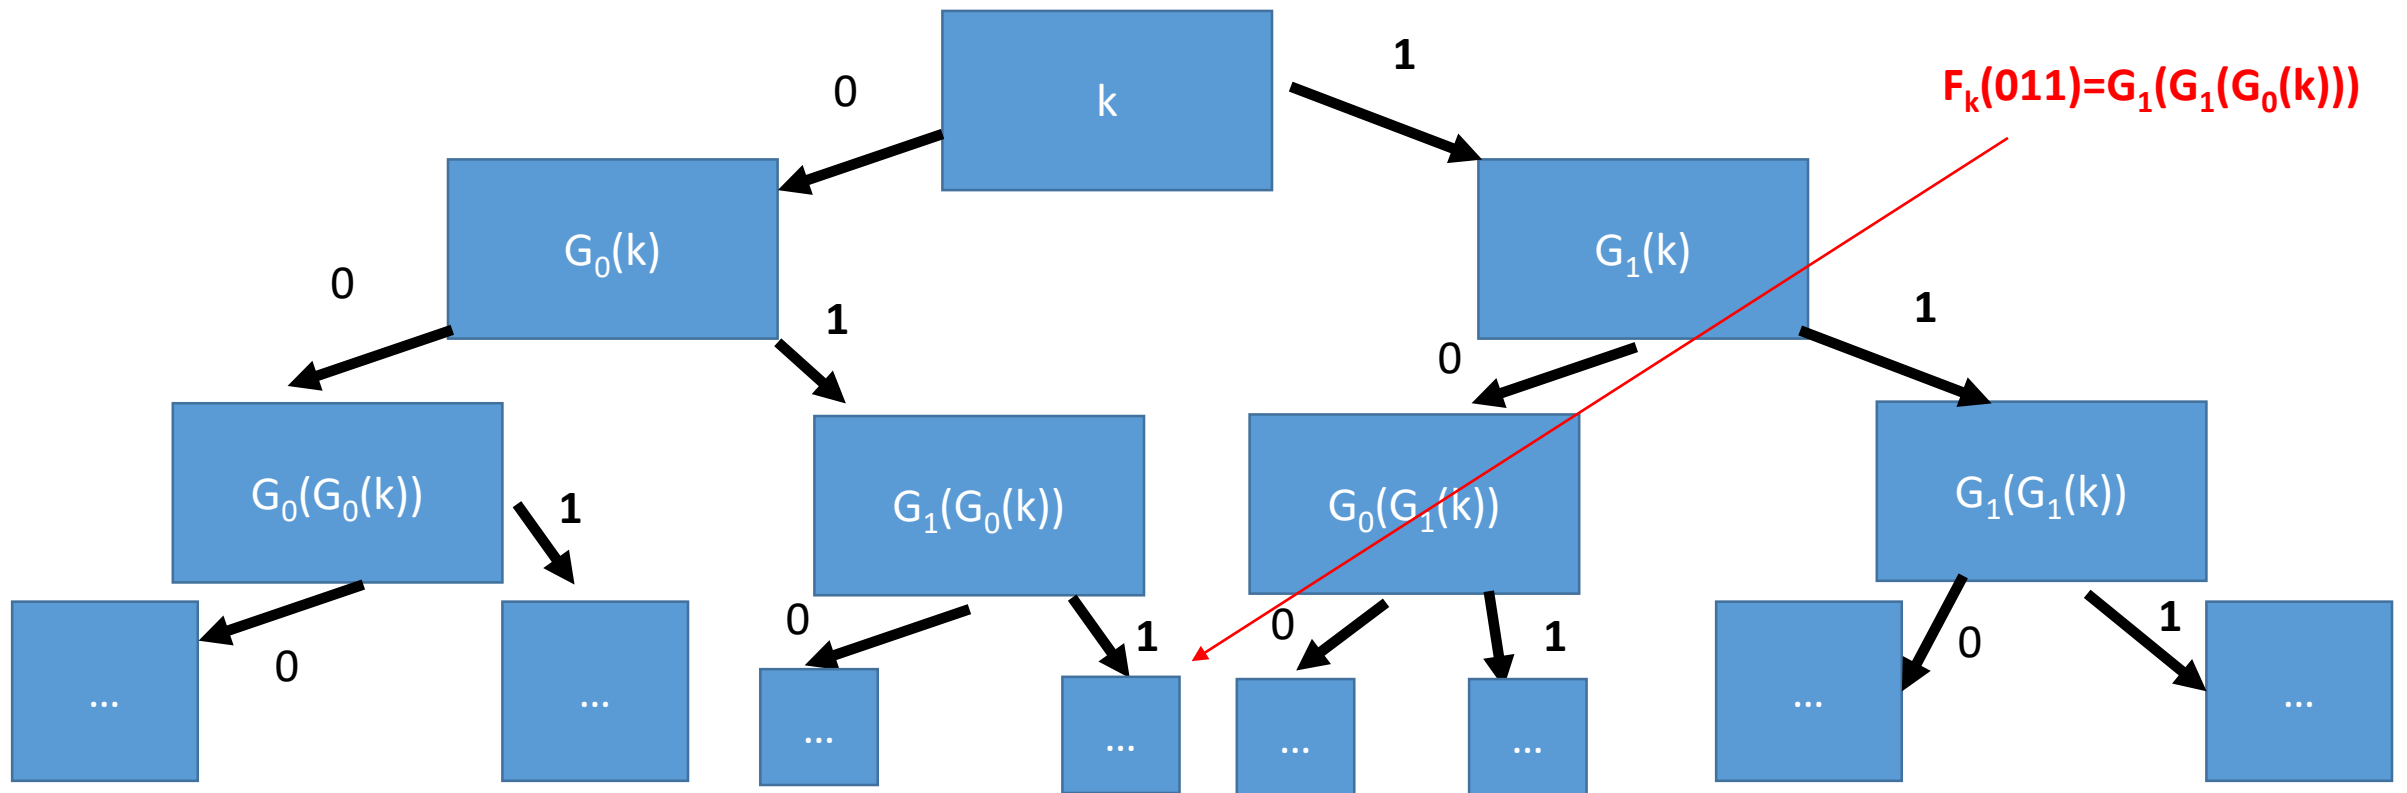 k
0
1
F₍k₎(011)=G₁(G₁(G₀(k)))
G₀(k)
G₁(k)
0
1
0
1
G₀(G₀(k))
G₁(G₀(k))
G₀(G₁(k))
G₁(G₁(k))
0
1
0
1
0
1
0
1
...
...
...
...
...
...
...
...